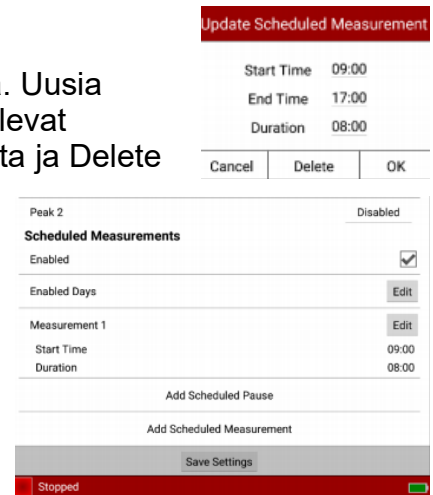 Update Scheduled Measurement
Start Time 09:00
End Time 17:00
Duration 08:00
Cancel Delete OK
Uusia
levat
ta ja Delete
Peak 2 Disabled
Scheduled Measurements
Enabled
Enabled Days Edit
Measurement 1 Edit
Start Time 09:00
Duration 08:00
Add Scheduled Pause
Add Scheduled Measurement
Save Settings
Stopped